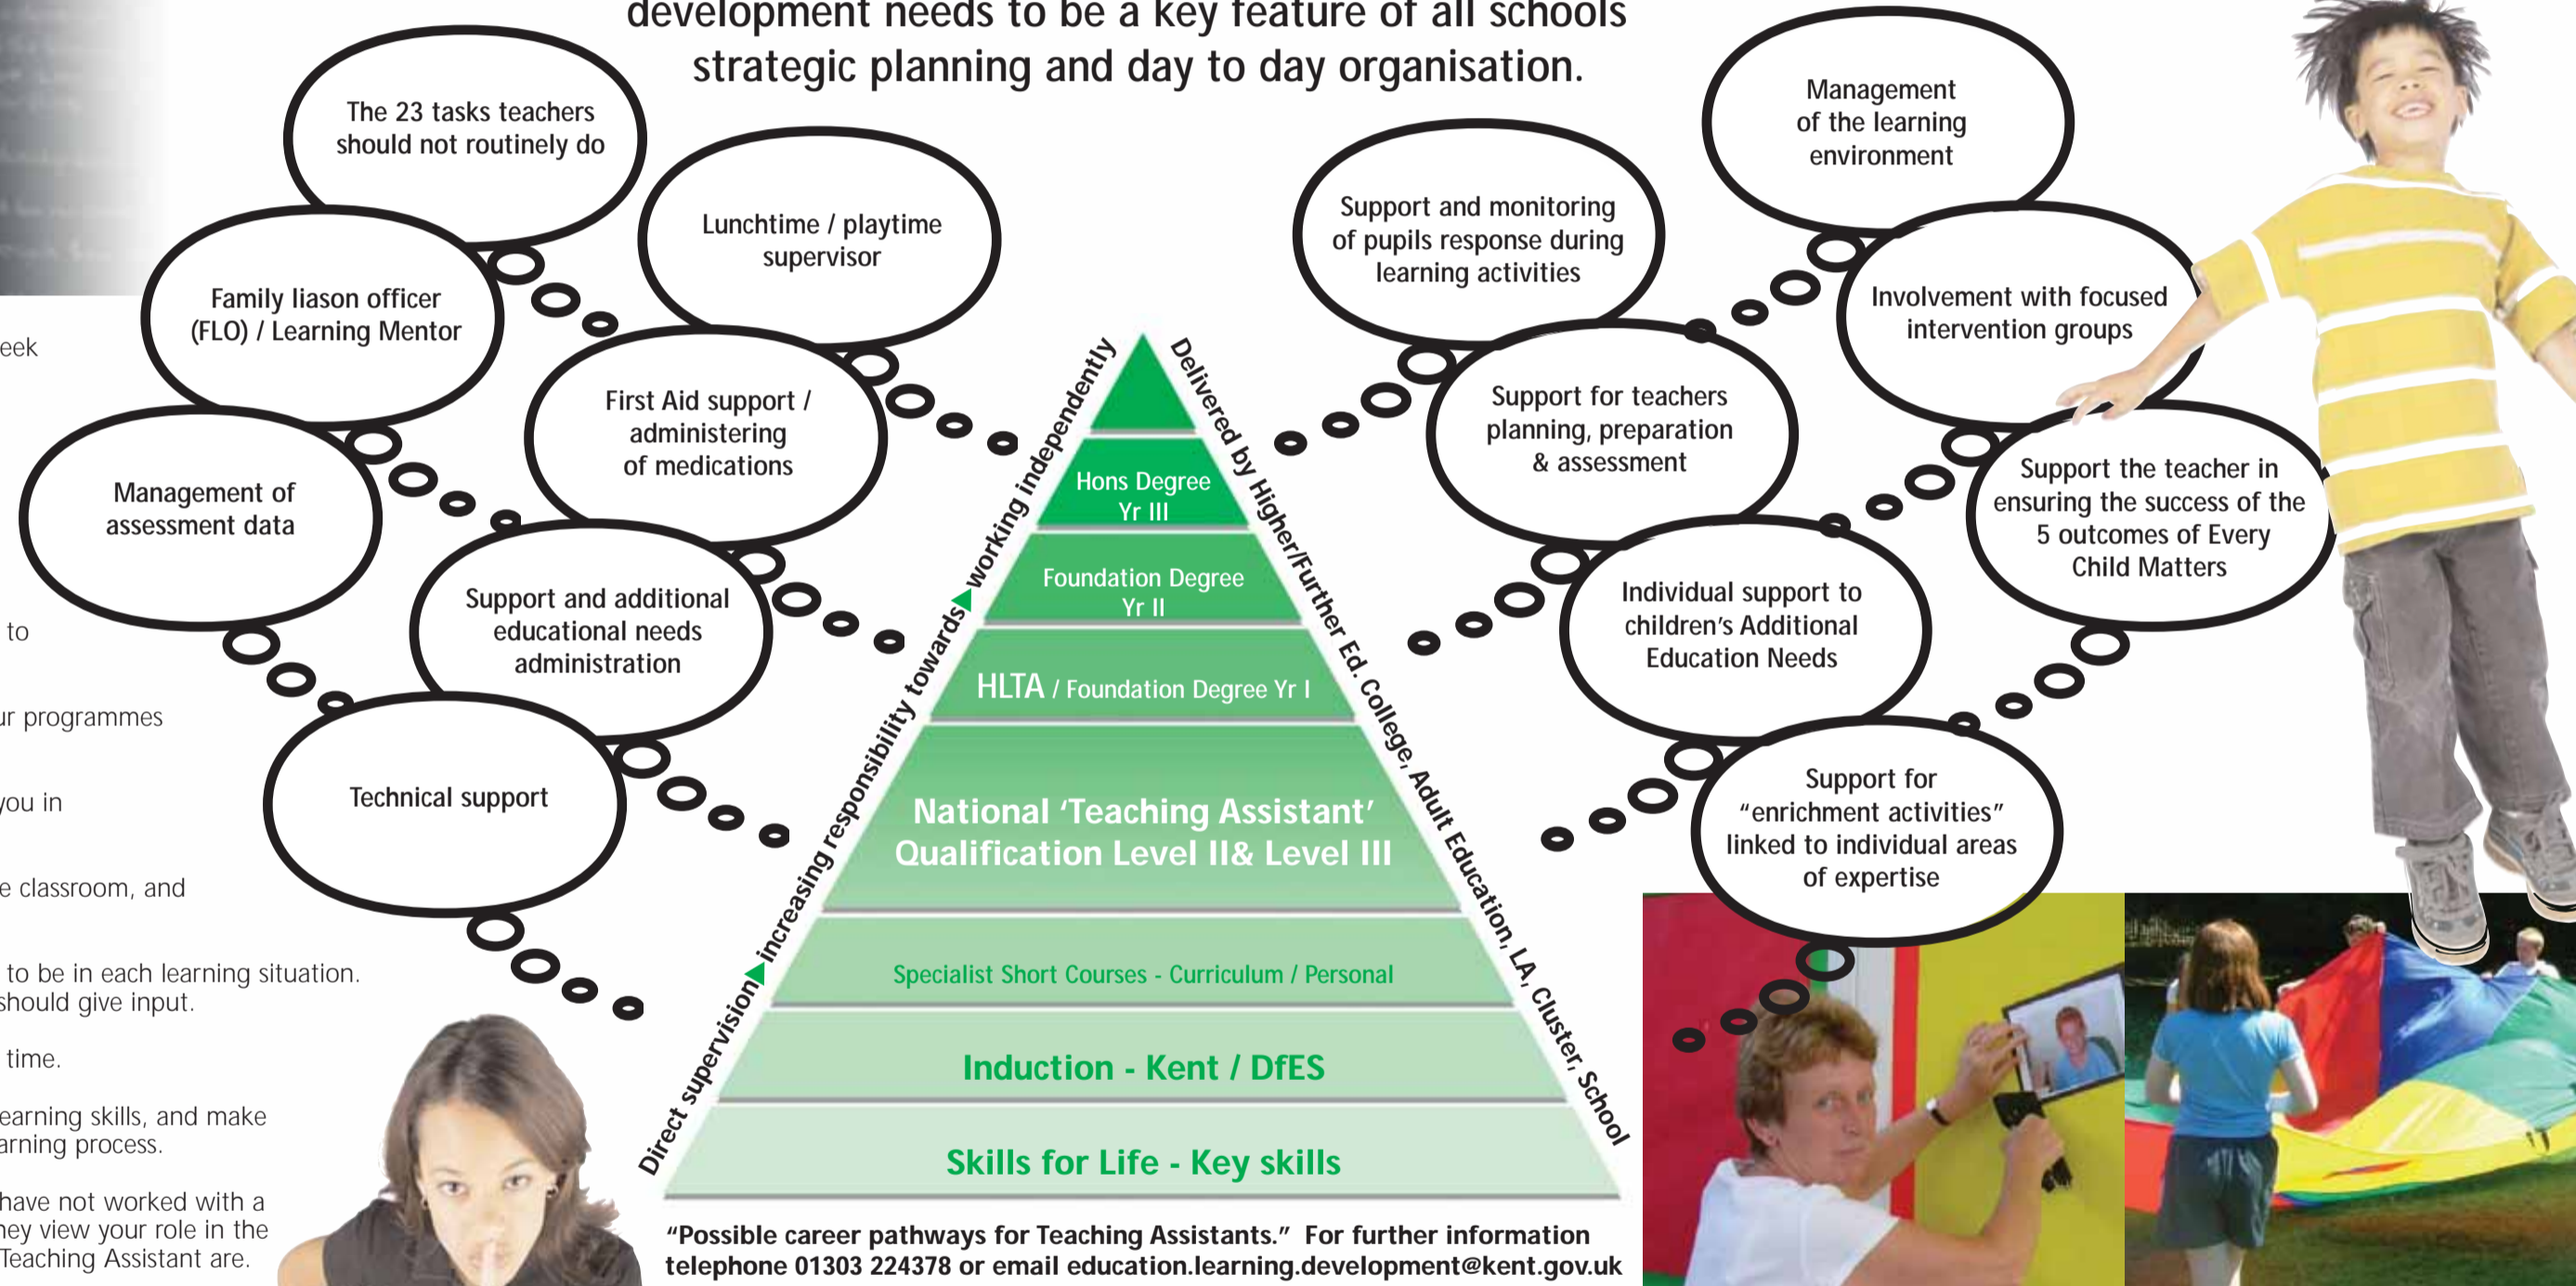 development needs to be a key feature of all schools
strategic planning and day to day organisation.
The 23 tasks teachers
should not routinely do
Lunchtime / playtime
supervisor
Family liason officer
(FLO) / Learning Mentor
First Aid support /
administering
of medications
Management of
assessment data
Support and additional
educational needs
administration
Technical support
Management
of the learning
environment
Support and monitoring
of pupils response during
learning activities
Involvement with focused
intervention groups
Support for teachers
planning, preparation
& assessment
Support the teacher in
ensuring the success of the
5 outcomes of Every
Child Matters
Individual support to
children's Additional
Education Needs
Support for
“enrichment activities”
linked to individual areas
of expertise
Direct supervision increasing responsibility towards working independently
Delivered by Higher/Further Ed. College, Adult Education, LA, Cluster, School
Hons Degree
Yr III
Foundation Degree
Yr II
HLTA / Foundation Degree Yr I
National ‘Teaching Assistant’
Qualification Level II& Level III
Specialist Short Courses - Curriculum / Personal
Induction - Kent / DfES
Skills for Life - Key skills
“Possible career pathways for Teaching Assistants.” For further information
telephone 01303 224378 or email education.learning.development@kent.gov.uk
to
programmes
you in
classroom, and
to be in each learning situation.
should give input.
time.
skills, and make
process.
have not worked with a
view your role in the
Teaching Assistant are.